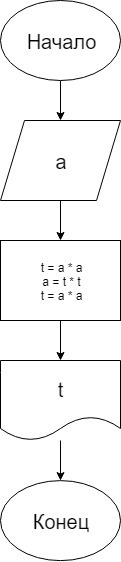 Начало
a
t = a * a
a = t * t
t = a * a
t
Конец